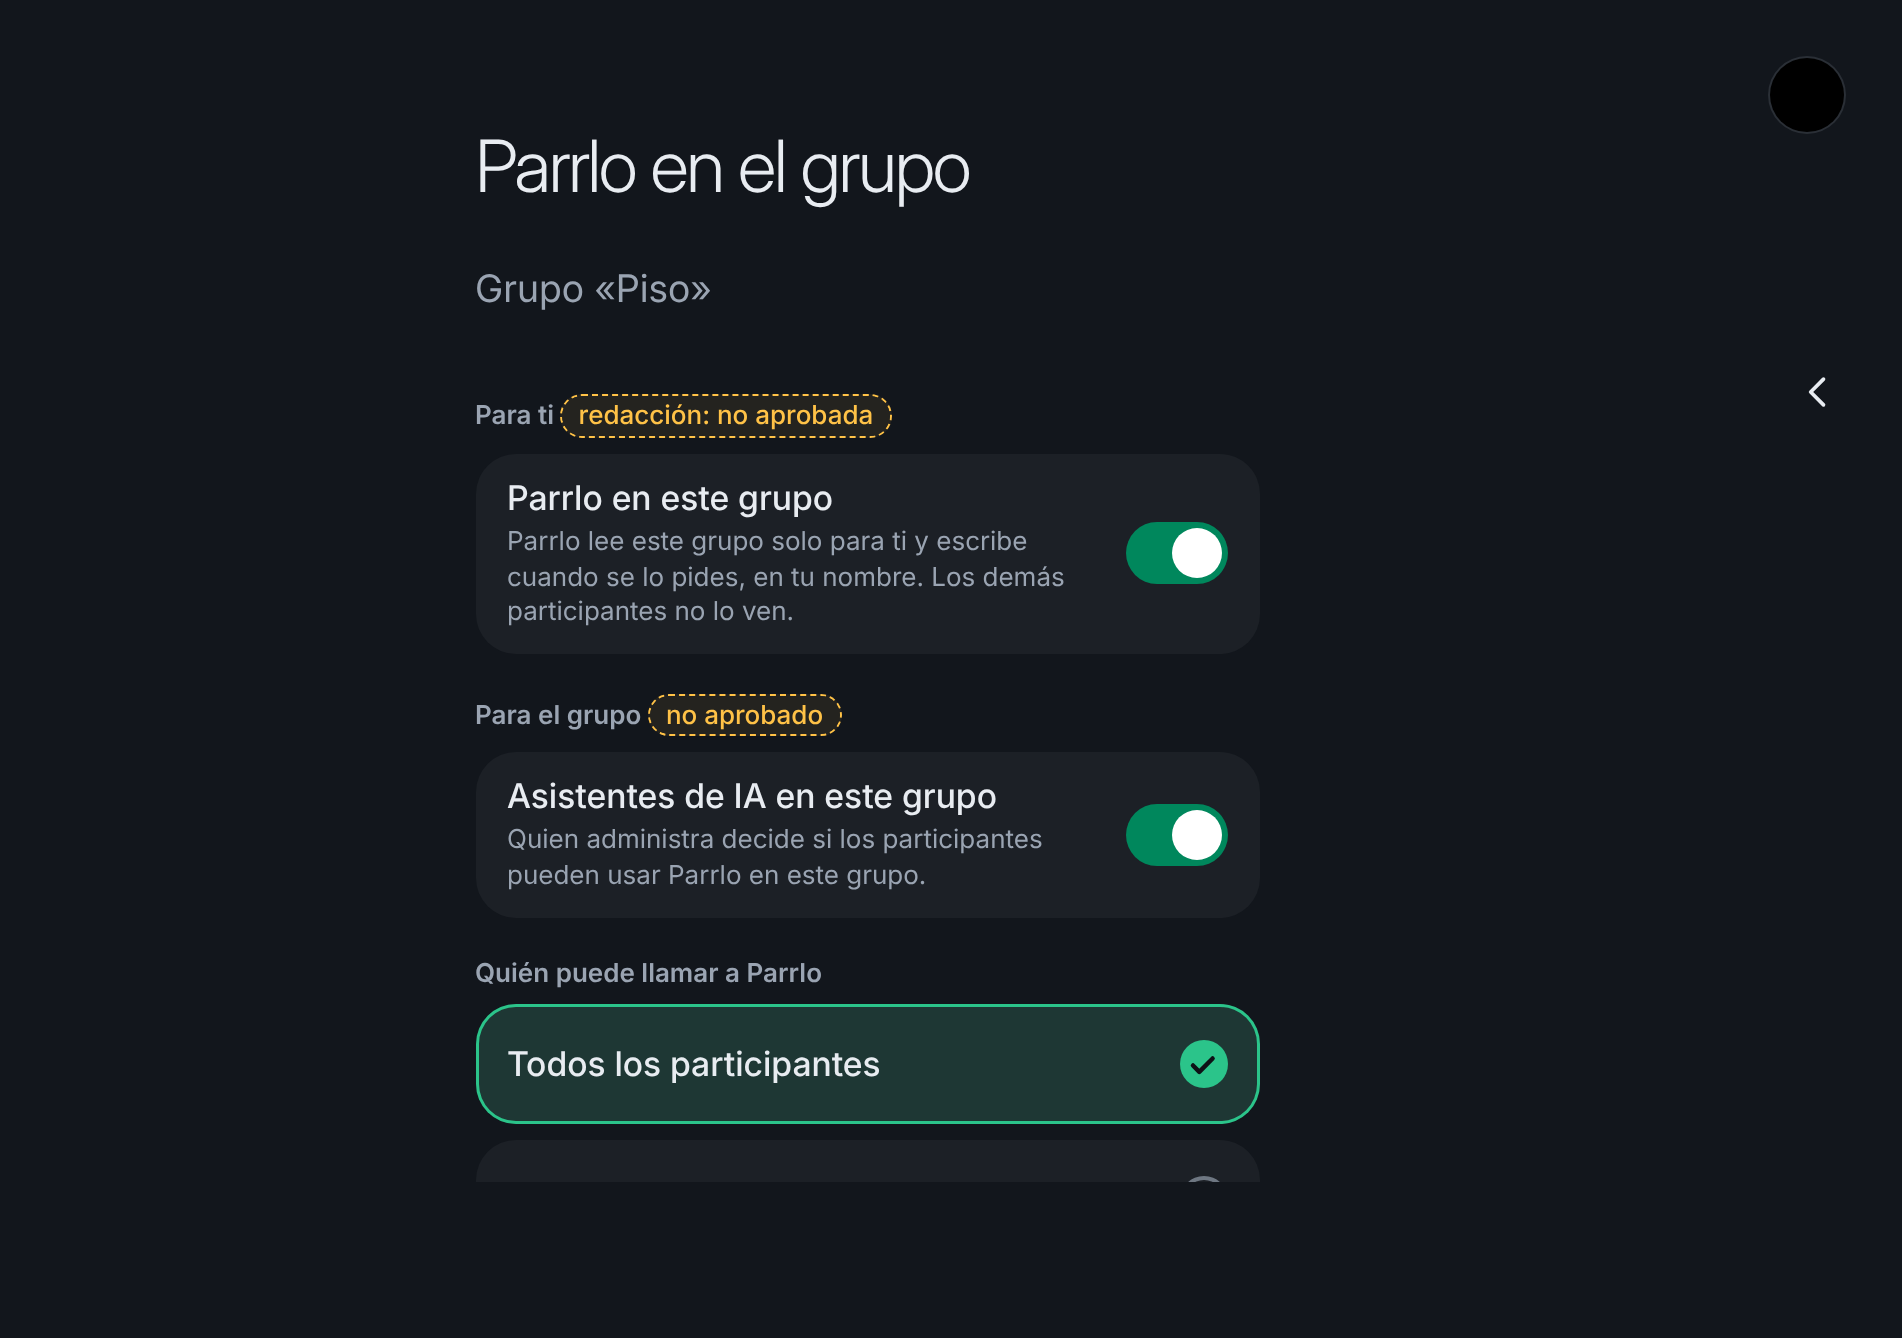 Parrlo en el grupo
Grupo «Piso»
Para ti redacción: no aprobada
Parrlo en este grupo
Parrlo lee este grupo solo para ti y escribe
cuando se lo pides, en tu nombre. Los demás
participantes no lo ven.
Para el grupo no aprobado
Asistentes de IA en este grupo
Quien administra decide si los participantes
pueden usar Parrlo en este grupo.
Quién puede llamar a Parrlo
Todos los participantes